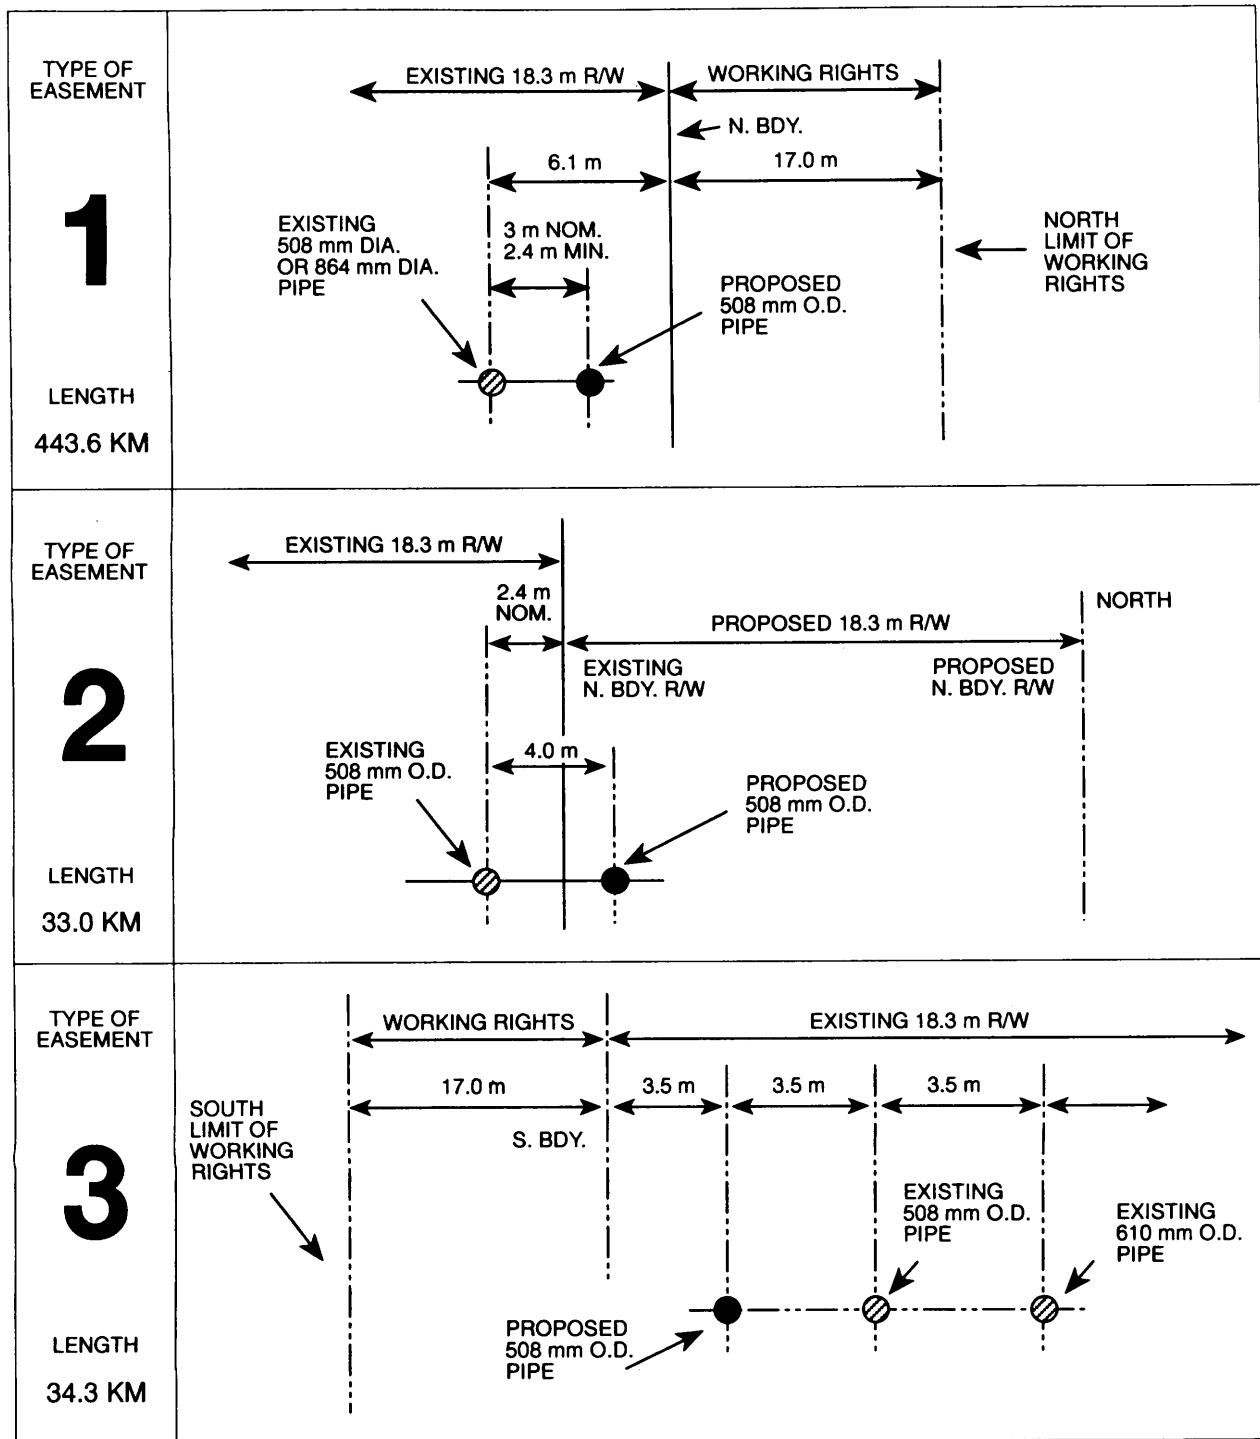 TYPE OF
EASEMENT
1
LENGTH
443.6 KM
EXISTING 18.3 m R/W
WORKING RIGHTS
N. BDY.
6.1 m
17.0 m
EXISTING
508 mm DIA.
OR 864 mm DIA.
PIPE
3 m NOM.
2.4 m MIN.
PROPOSED
508 mm O.D.
PIPE
NORTH
LIMIT OF
WORKING
RIGHTS
TYPE OF
EASEMENT
2
LENGTH
33.0 KM
EXISTING 18.3 m R/W
2.4 m
NOM.
PROPOSED 18.3 m R/W
NORTH
EXISTING
N. BDY. R/W
PROPOSED
N. BDY. R/W
EXISTING
508 mm O.D.
PIPE
4.0 m
PROPOSED
508 mm O.D.
PIPE
TYPE OF
EASEMENT
3
LENGTH
34.3 KM
WORKING RIGHTS
EXISTING 18.3 m R/W
17.0 m
3.5 m
3.5 m
3.5 m
SOUTH
LIMIT OF
WORKING
RIGHTS
S. BDY.
EXISTING
508 mm O.D.
PIPE
EXISTING
610 mm O.D.
PIPE
PROPOSED
508 mm O.D.
PIPE